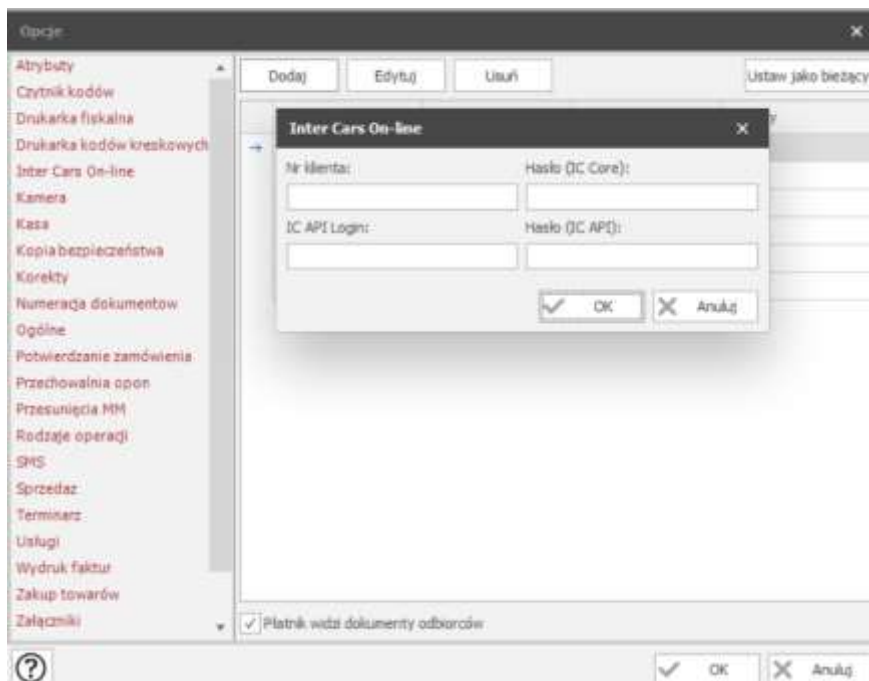 Opcje
Atrybuty
Czytnik kodów
Drukarka fiskalna
Drukarka kodów kreskowych
Inter Cars On-line
Kamera
Kasa
Kopia bezpieczeństwa
Korekty
Numeracja dokumentow
Ogólne
Potwierdzanie zamówienia
Przechowalnia opon
Przesunięcia MM
Rodzaje operacji
SMS
Sprzedaz
Terminarz
Usługi
Wydruk faktur
Zakup towarów
Załączniki
Dodaj Edytuj Usuń Ustaw jako bieżący
Inter Cars On-line
Nr klienta: Hasło (IC Core):
IC API Login: Hasło (IC API):
OK Anuluj
Płatnik widzi dokumenty odbiorców
OK Anuluj